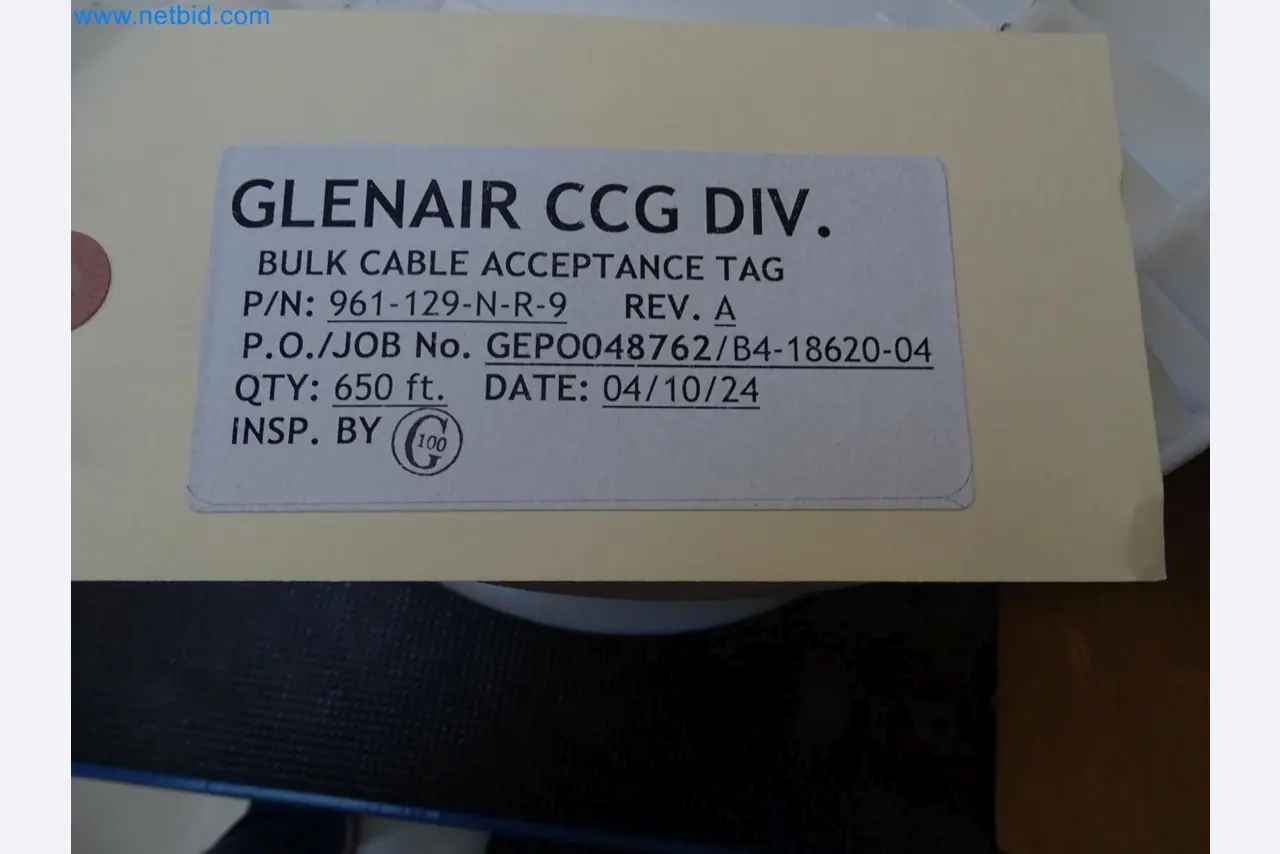 www.netbid.com
GLENAIR CCG DIV.
BULK CABLE ACCEPTANCE TAG
P/N: 961-129-N-R-9 REV. A
P.O./JOB No. GEPO048762/B4-18620-04
QTY: 650 ft. DATE: 04/10/24
INSP. BY G 100